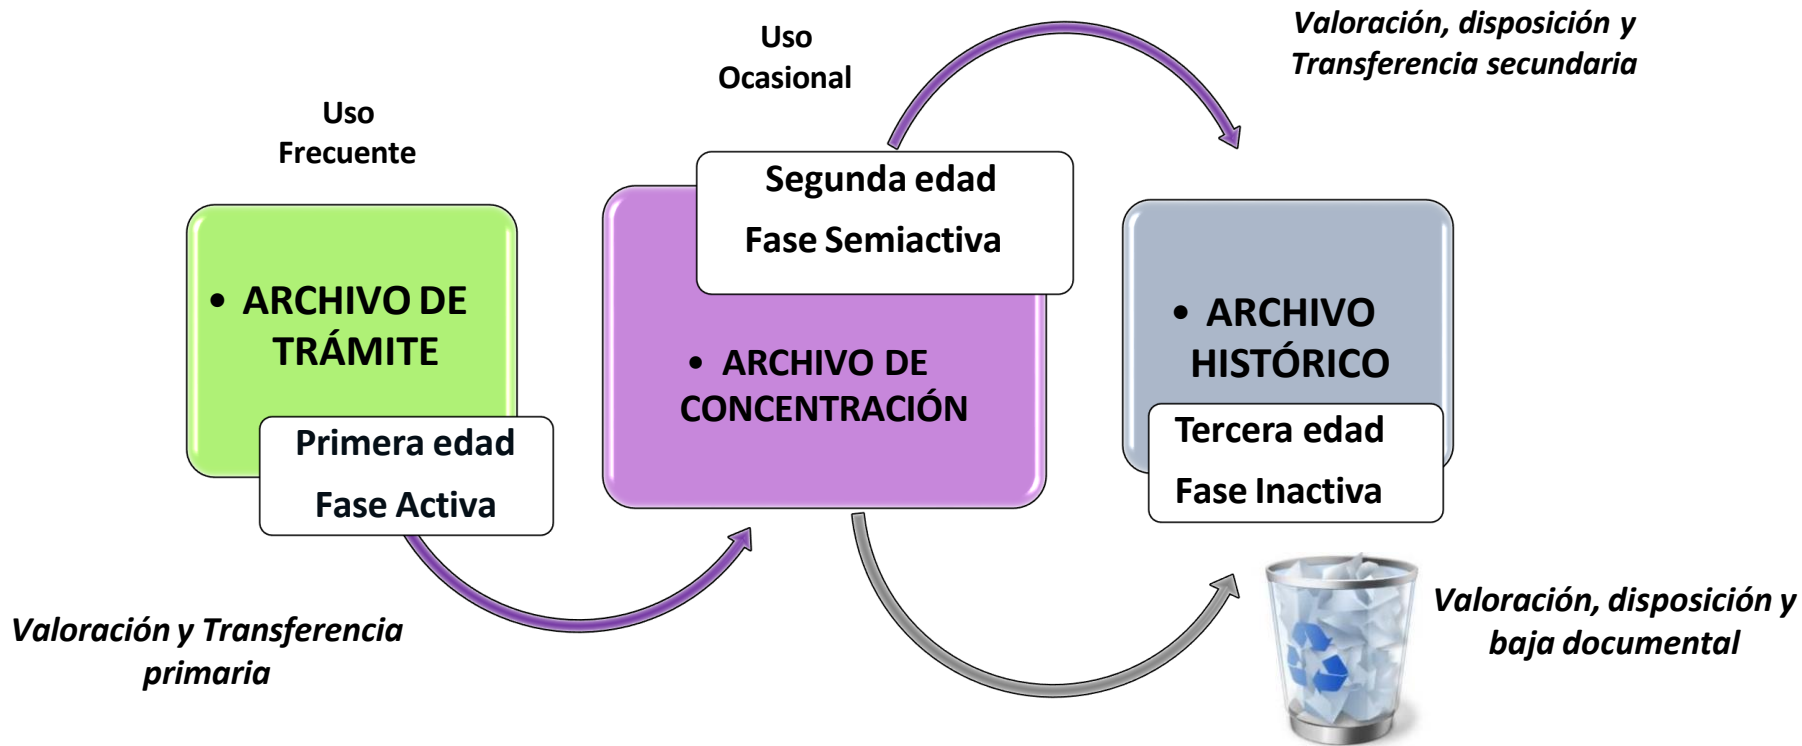 Uso
Frecuente
• ARCHIVO DE
TRÁMITE
Primera edad
Fase Activa
Valoración y Transferencia
primaria
Uso
Ocasional
Segunda edad
Fase Semiactiva
• ARCHIVO DE
CONCENTRACIÓN
Valoración, disposición y
Transferencia secundaria
• ARCHIVO
HISTÓRICO
Tercera edad
Fase Inactiva
Valoración, disposición y
baja documental